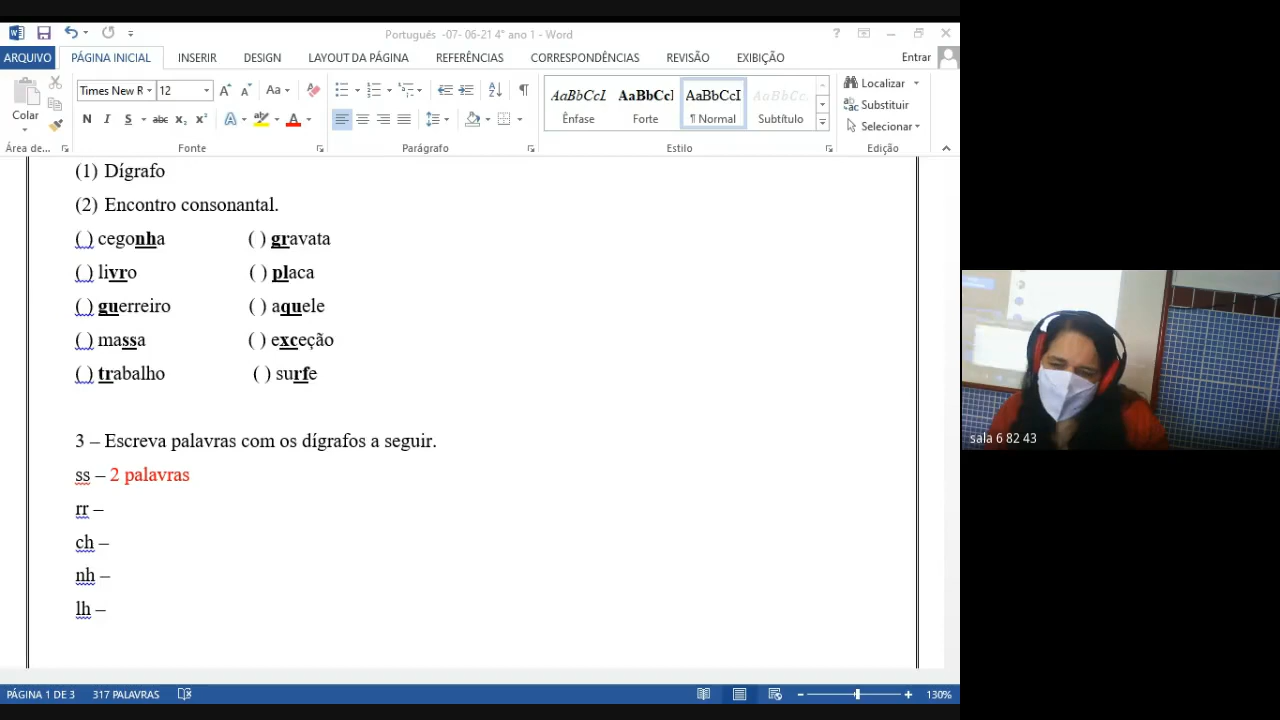 Português -07- 06-21 4° ano 1 - Word
?
ARQUIVO PÁGINA INICIAL INSERIR DESIGN LAYOUT DA PÁGINA REFERÊNCIAS CORRESPONDÊNCIAS REVISÃO EXIBIÇÃO Entrar
Colar
Times New R 12 A A Aa
N I S abc x₂ x² A ab A
AaBbCcI AaBbCc AaBbCcI AaBbCc
Ênfase Forte ¶ Normal Subtítulo
Localizar
Substituir
Selecionar
Área de... Fonte Parágrafo Estilo Edição
(1) Dígrafo
(2) Encontro consonantal.
( ) cegonha ( ) gravata
( ) livro ( ) placa
( ) guerreiro ( ) aquele
( ) massa ( ) exceção
( ) trabalho ( ) surfe
3 – Escreva palavras com os dígrafos a seguir.
ss – 2 palavras
rr –
ch –
nh –
lh –
sala 6 82 43
PÁGINA 1 DE 3 317 PALAVRAS 130%